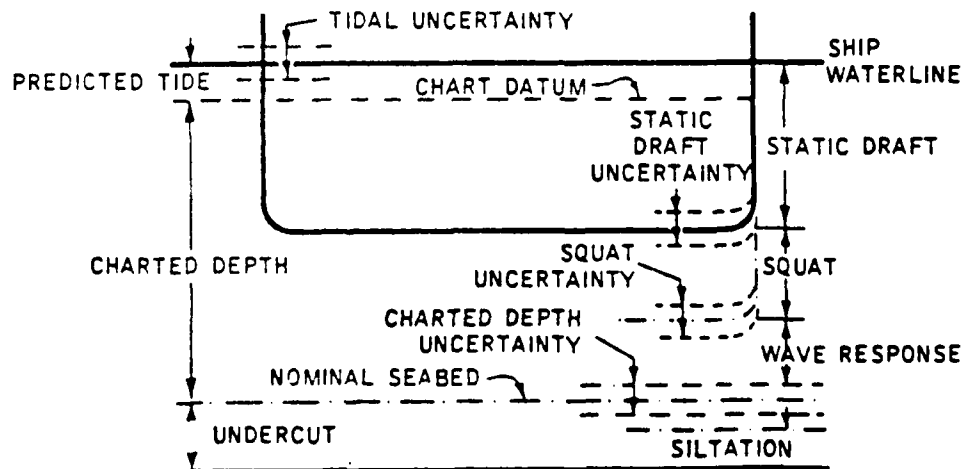 TIDAL UNCERTAINTY
SHIP
WATERLINE
PREDICTED TIDE
CHART DATUM
STATIC
DRAFT
UNCERTAINTY
STATIC DRAFT
CHARTED DEPTH
SQUAT
UNCERTAINTY
SQUAT
CHARTED DEPTH
UNCERTAINTY
WAVE RESPONSE
NOMINAL SEABED
UNDERCUT
SILTATION